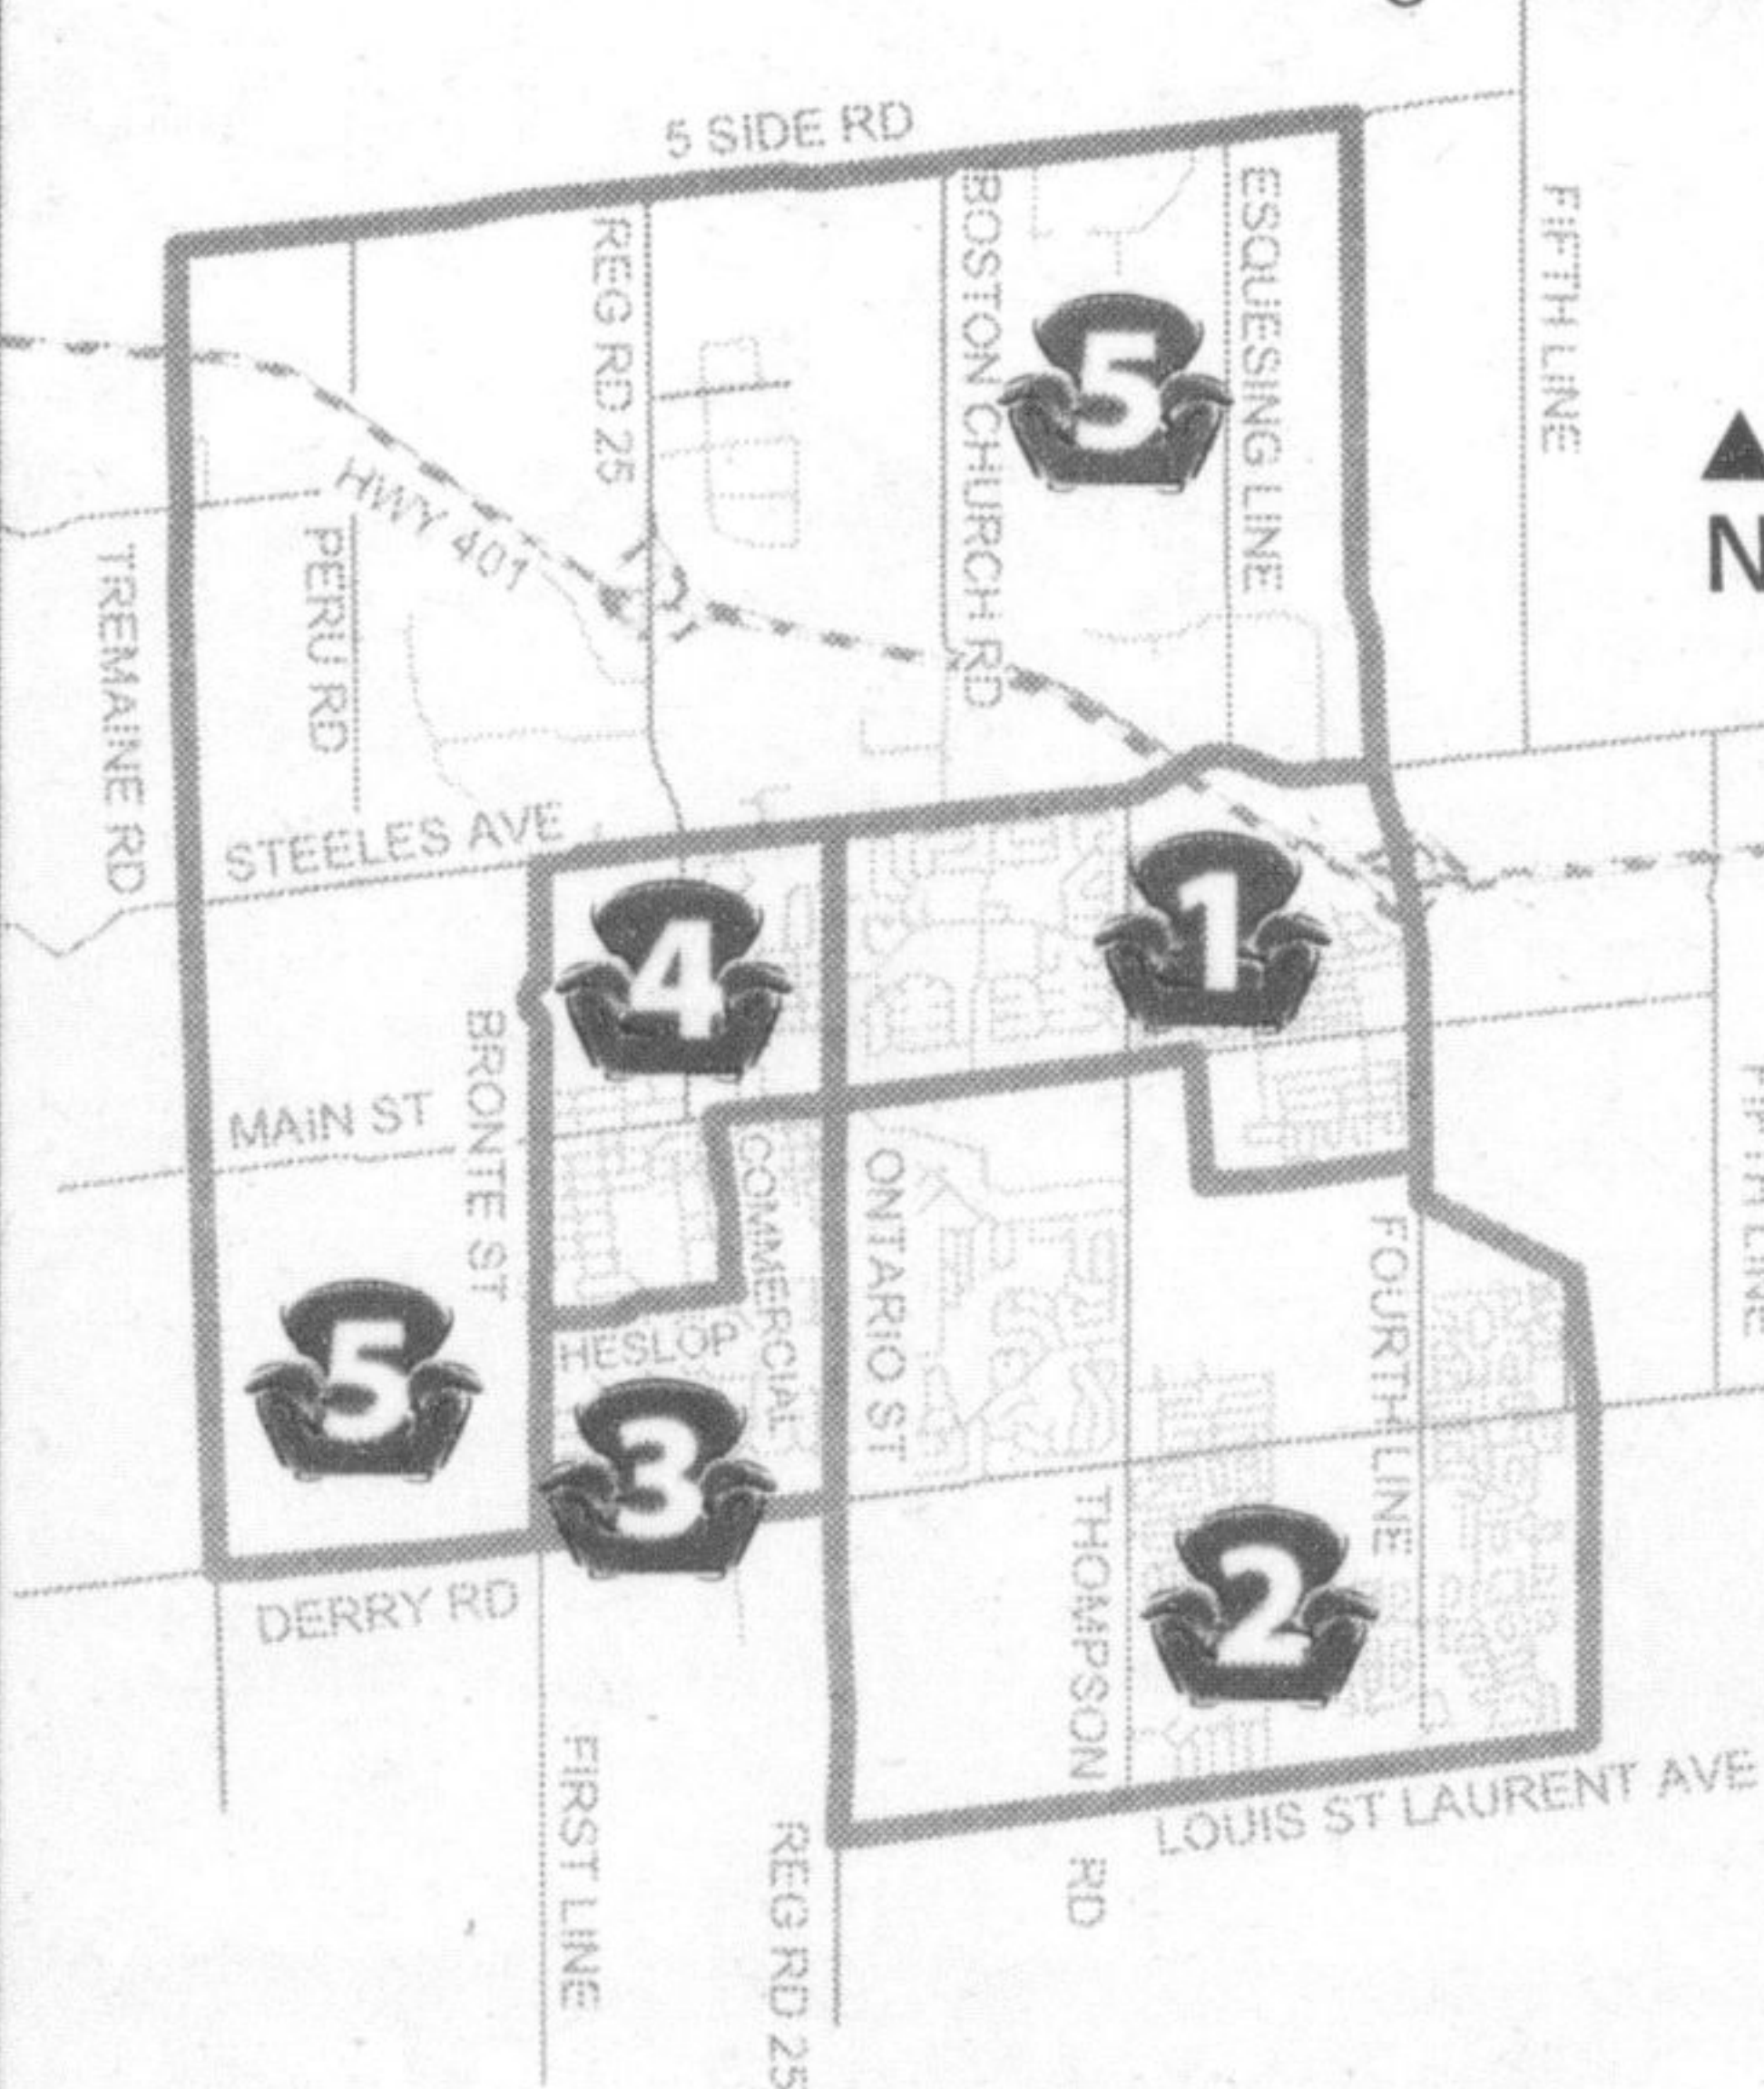 5 SIDE RD
REG RD 25
BOSTON CHURCH RD
ESQUESING LINE
FIFTH LINE
5
N
HWY 401
PERU RD
TREMAINE RD
STEELES AVE
4
1
BRONTE ST
MAIN ST
COMMERCIAL
ONTARIO ST
FOURTH LINE
FIFTH LINE
HESLOP
5
3
2
THOMPSON RD
DERRY RD
FIRST LINE
REG RD 25
LOUIS ST LAURENT AVE